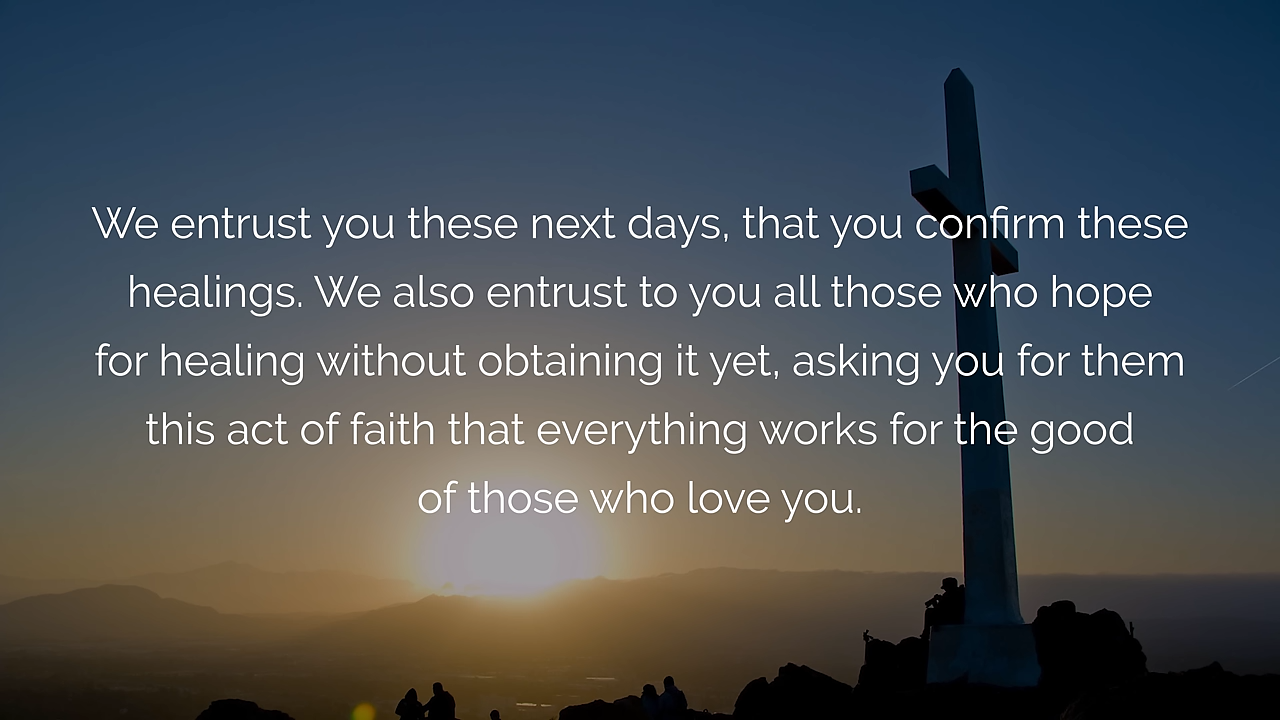 We entrust you these next days, that you confirm these
healings. We also entrust to you all those who hope
for healing without obtaining it yet, asking you for them
this act of faith that everything works for the good
of those who love you.